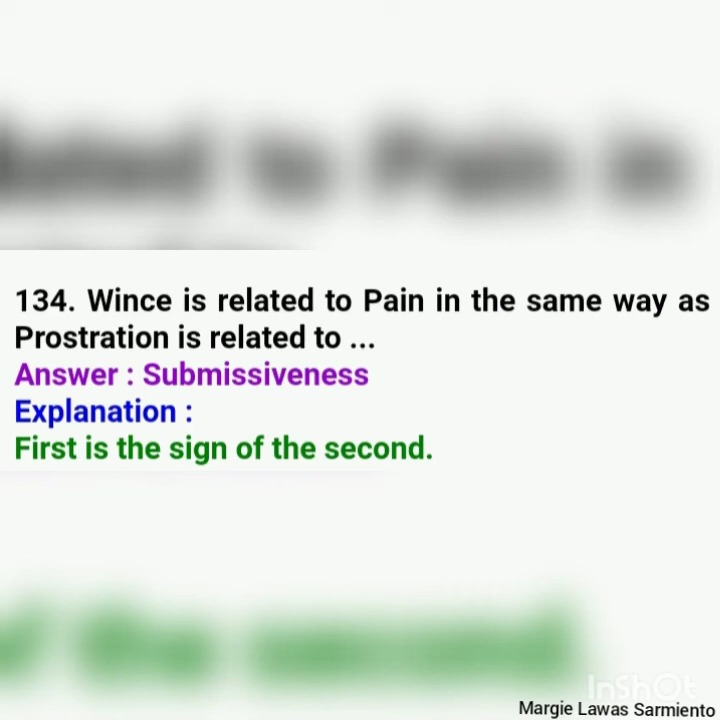 134. Wince is related to Pain in the same way as
Prostration is related to ...
Answer : Submissiveness
Explanation :
First is the sign of the second.
InShOt
Margie Lawas Sarmiento